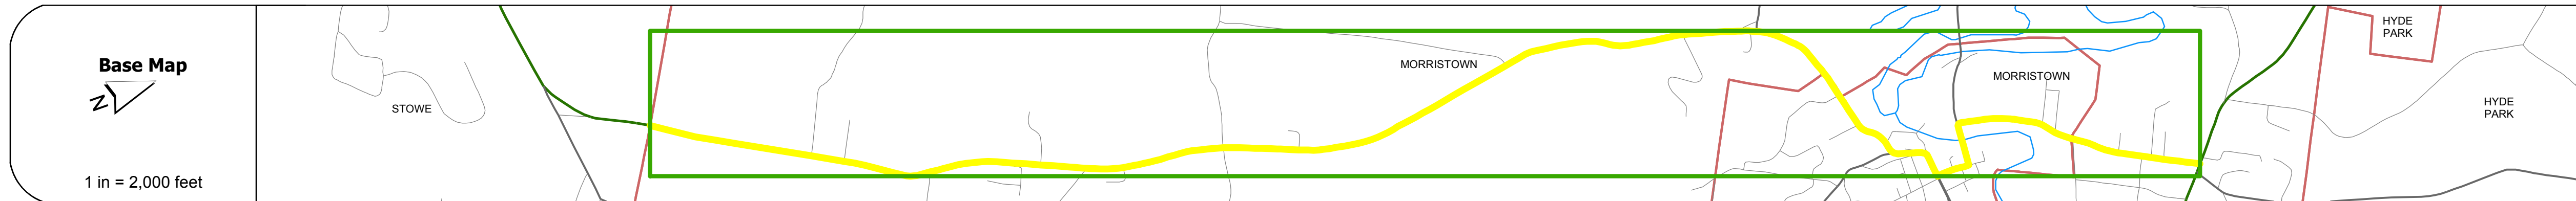 Base Map
N
1 in = 2,000 feet
STOWE
MORRISTOWN
MORRISTOWN
HYDE
PARK
HYDE
PARK